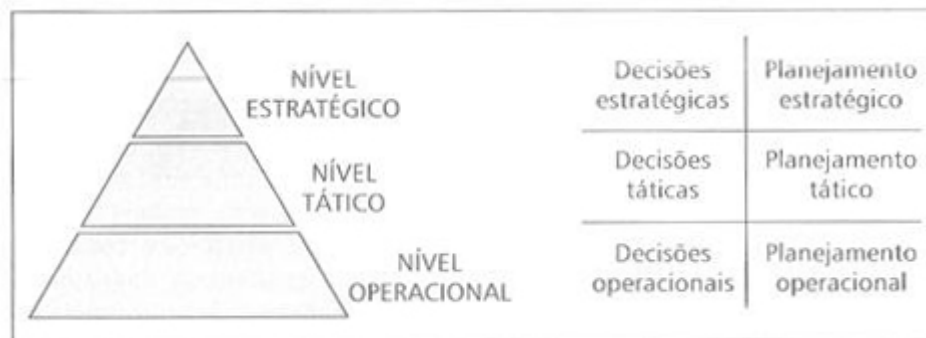 NÍVEL
ESTRATÉGICO
Decisões
estratégicas
Planejamento
estratégico
NÍVEL
TÁTICO
Decisões
táticas
Planejamento
tático
NÍVEL
OPERACIONAL
Decisões
operacionais
Planejamento
operacional